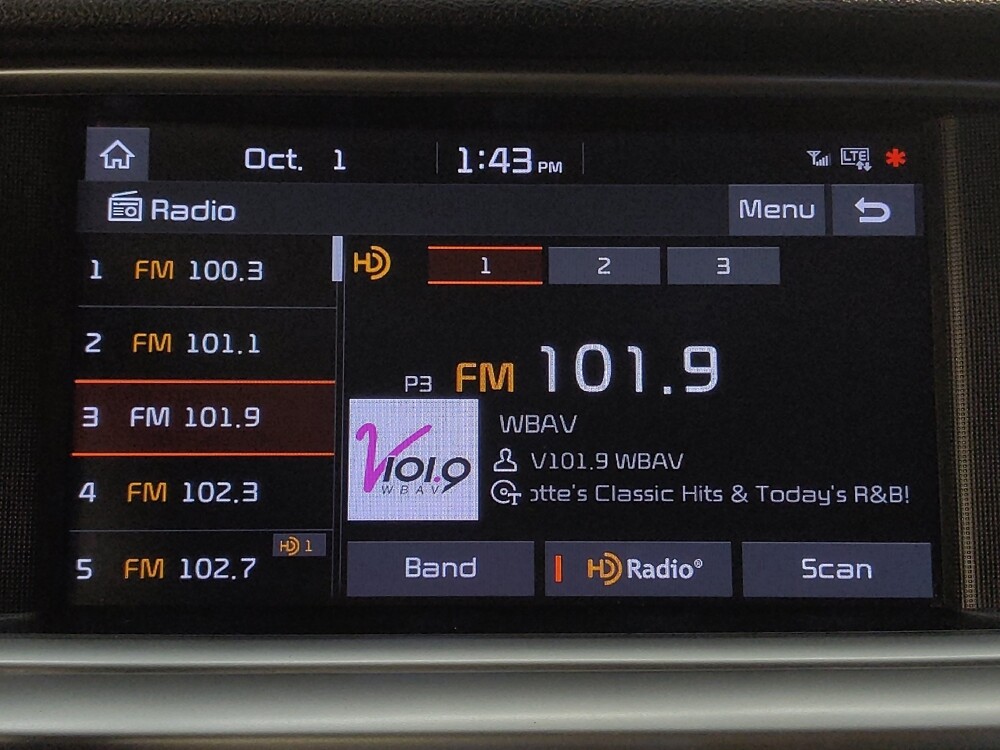 Oct. 1 1:43 PM LTE
Radio Menu
1 FM 100.3
2 FM 101.1
3 FM 101.9
4 FM 102.3
HD 1
5 FM 102.7
HD 1 2 3
P3 FM 101.9
V101.9
WBAV
WBAV
V101.9 WBAV
otte's Classic Hits & Today's R&B!
Band HD Radio® Scan